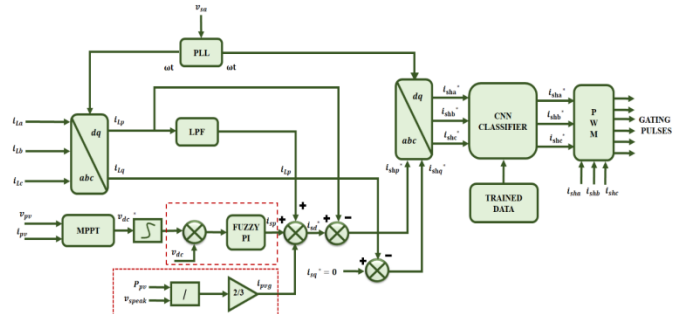 v_sa
PLL
ωt ωt
i_La
i_Lb
i_Lc
dq
abc
i_Lp
LPF
i_Lp
i_Lq
v_pv
i_pv
MPPT
v_dc*
v_dc
FUZZY
PI
i_sp
i_sd*
+
+
+
−
P_pv
v_speak
/
2/3
i_pvg
i_sq* = 0
+
−
i_shp* i_shq*
dq
abc
i_sha*
i_shb*
i_shc*
CNN
CLASSIFIER
TRAINED
DATA
i_sha*
i_shb*
i_shc*
P
W
M
GATING
PULSES
i_sha i_shb i_shc